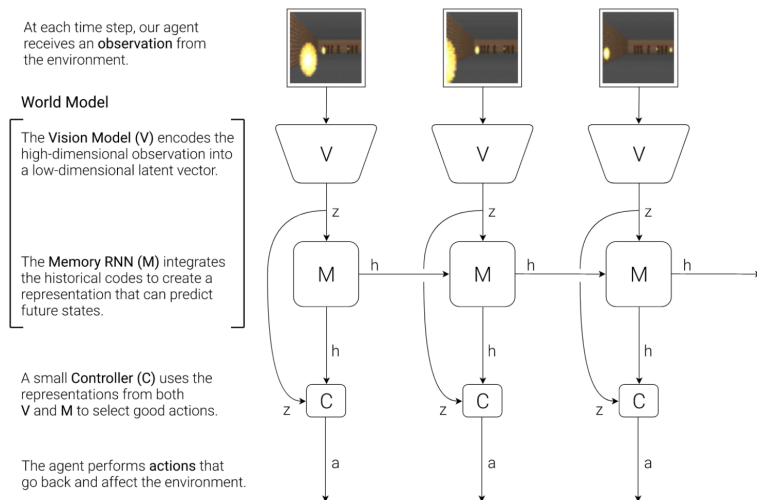 At each time step, our agent
receives an observation from
the environment.
World Model
The Vision Model (V) encodes the
high-dimensional observation into
a low-dimensional latent vector.
V V V
z z z
The Memory RNN (M) integrates
the historical codes to create a
representation that can predict
future states.
M h M h M h
h h h
A small Controller (C) uses the
representations from both
V and M to select good actions.
z C z C z C
The agent performs actions that
go back and affect the environment.
a a a